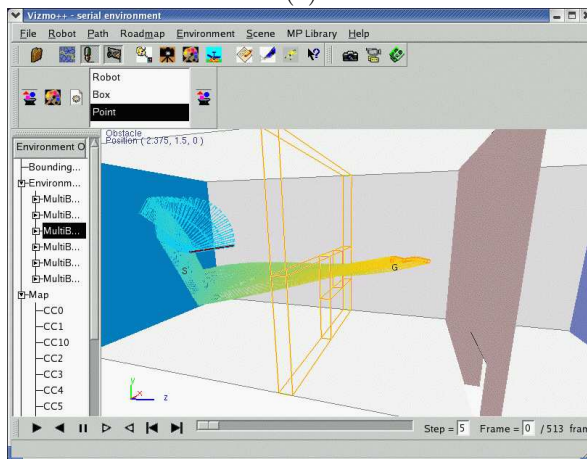 Vizmo++ - serial environment
File Robot Path Roadmap Environment Scene MP Library Help
Robot
Box
Point
Environment O
Bounding...
Environm...
MultiB...
MultiB...
MultiB...
MultiB...
MultiB...
Map
CC0
CC1
CC10
CC2
CC3
CC4
CC5
Obstacle
Position ( 2.375, 1.5, 0 )
S
G
y
x
z
Step = 5 Frame = 0 / 513 fram